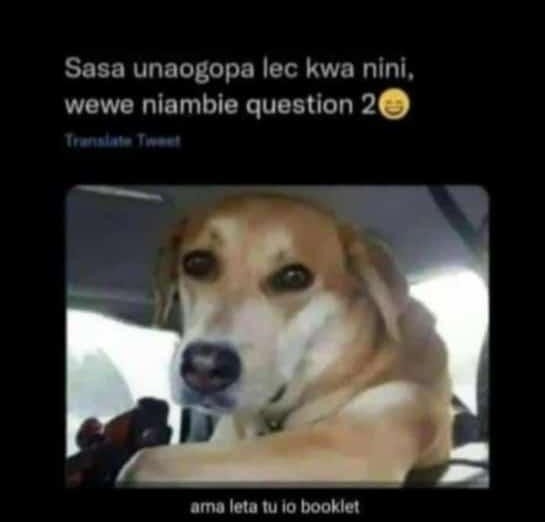 Sasa unaogopa lec kwa nini,
wewe niambie question 2😄
Translate Tweet
ama leta tu io booklet